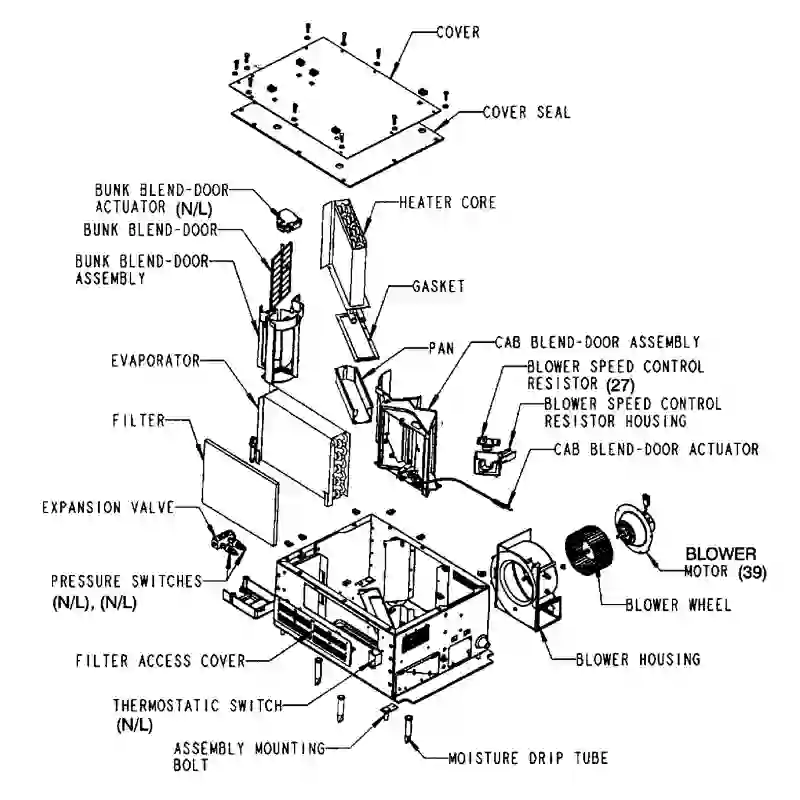 COVER
COVER SEAL
BUNK BLEND-DOOR
ACTUATOR (N/L)
HEATER CORE
BUNK BLEND-DOOR
BUNK BLEND-DOOR
ASSEMBLY
GASKET
CAB BLEND-DOOR ASSEMBLY
PAN
EVAPORATOR
BLOWER SPEED CONTROL
RESISTOR (27)
BLOWER SPEED CONTROL
RESISTOR HOUSING
FILTER
CAB BLEND-DOOR ACTUATOR
EXPANSION VALVE
BLOWER
MOTOR (39)
PRESSURE SWITCHES
(N/L), (N/L)
BLOWER WHEEL
FILTER ACCESS COVER
BLOWER HOUSING
THERMOSTATIC SWITCH
(N/L)
ASSEMBLY MOUNTING
BOLT
MOISTURE DRIP TUBE